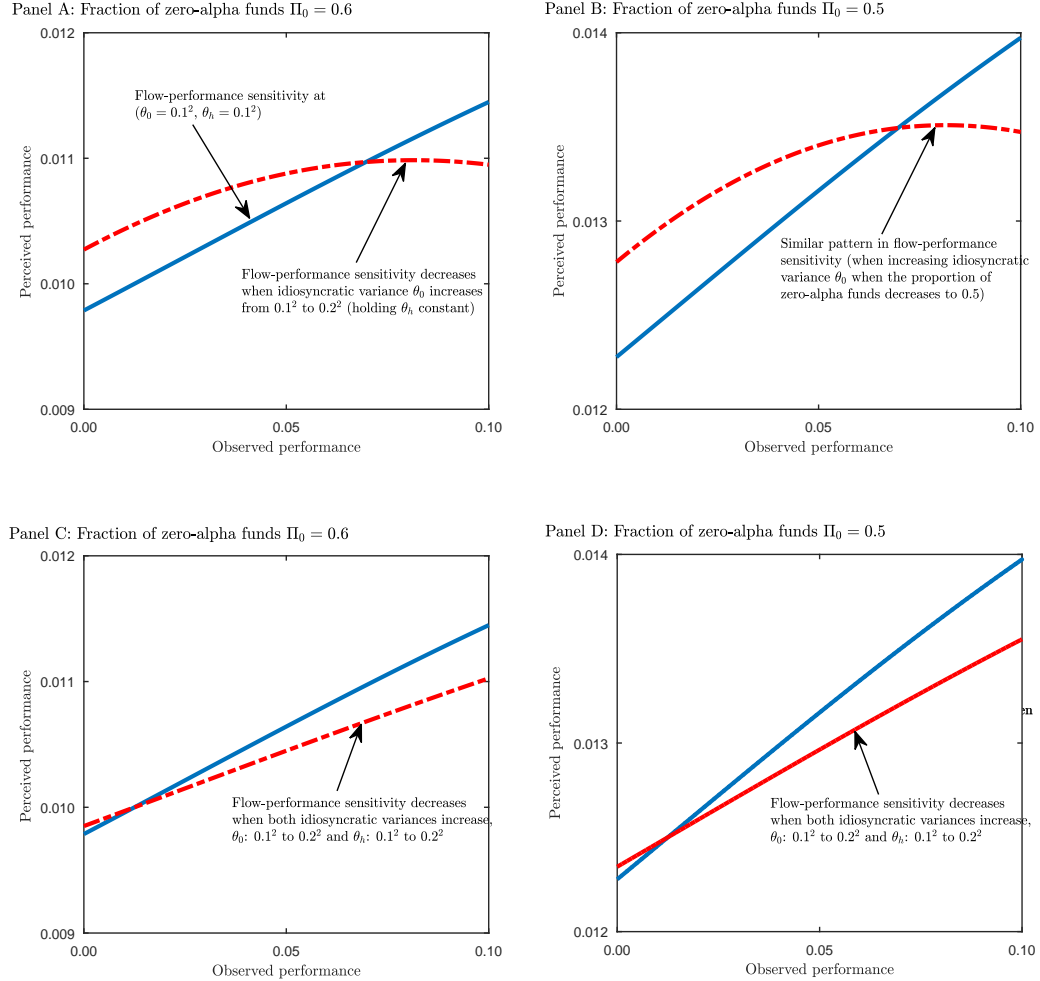 Panel A: Fraction of zero-alpha funds Π₀ = 0.6
0.012
0.011
0.010
0.009
Perceived performance
Flow-performance sensitivity at
(θ₀ = 0.1², θₕ = 0.1²)
Flow-performance sensitivity decreases
when idiosyncratic variance θ₀ increases
from 0.1² to 0.2² (holding θₕ constant)
0.00 0.05 0.10
Observed performance
Panel B: Fraction of zero-alpha funds Π₀ = 0.5
0.014
0.013
0.012
Perceived performance
Similar pattern in flow-performance
sensitivity (when increasing idiosyncratic
variance θ₀ when the proportion of
zero-alpha funds decreases to 0.5)
0.00 0.05 0.10
Observed performance
Panel C: Fraction of zero-alpha funds Π₀ = 0.6
0.012
0.011
0.010
0.009
Perceived performance
Flow-performance sensitivity decreases
when both idiosyncratic variances increase,
θ₀: 0.1² to 0.2² and θₕ: 0.1² to 0.2²
0.00 0.05 0.10
Observed performance
Panel D: Fraction of zero-alpha funds Π₀ = 0.5
0.014
0.013
0.012
Perceived performance
en
Flow-performance sensitivity decreases
when both idiosyncratic variances increase,
θ₀: 0.1² to 0.2² and θₕ: 0.1² to 0.2²
0.00 0.05 0.10
Observed performance